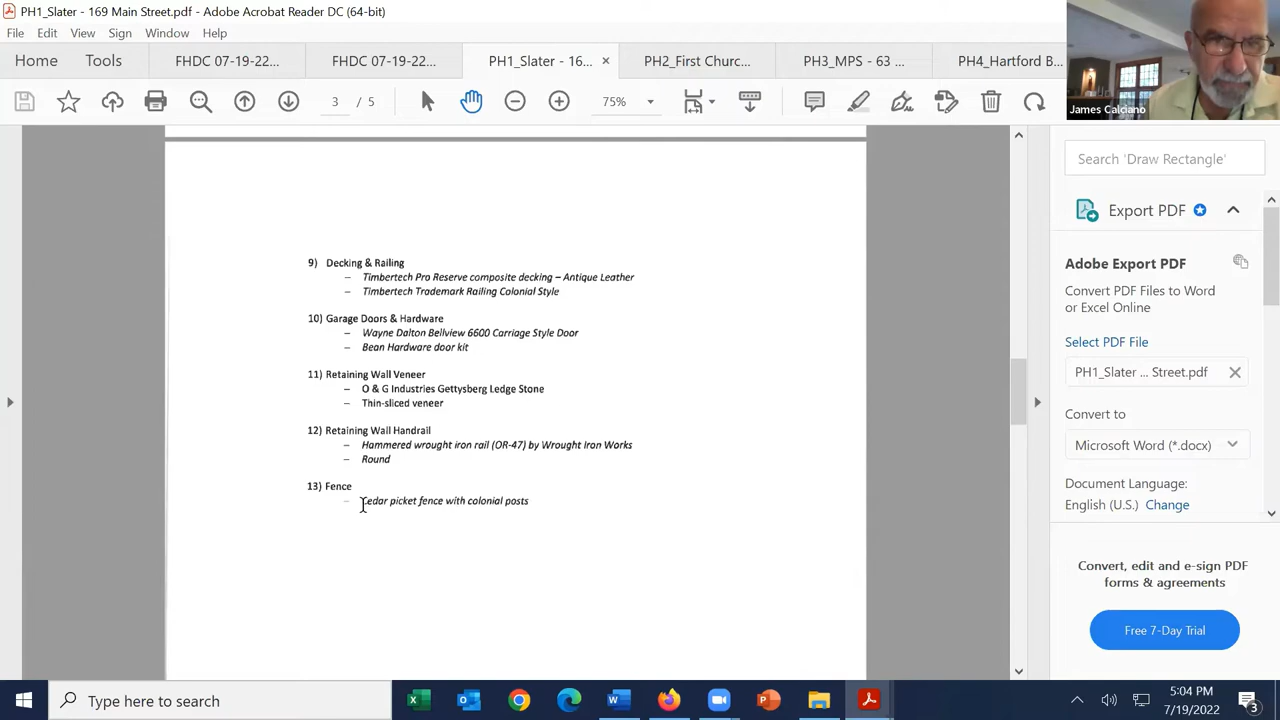 PH1_Slater - 169 Main Street.pdf - Adobe Acrobat Reader DC (64-bit)
File Edit View Sign Window Help
Home Tools FHDC 07-19-22... FHDC 07-19-22... PH1_Slater - 16... × PH2_First Churc... PH3_MPS - 63 ... PH4_Hartford B...
3 / 5 75%
James Calciano
9) Decking & Railing
– Timbertech Pro Reserve composite decking – Antique Leather
– Timbertech Trademark Railing Colonial Style
10) Garage Doors & Hardware
– Wayne Dalton Bellview 6600 Carriage Style Door
– Bean Hardware door kit
11) Retaining Wall Veneer
– O & G Industries Gettysberg Ledge Stone
– Thin-sliced veneer
12) Retaining Wall Handrail
– Hammered wrought iron rail (OR-47) by Wrought Iron Works
– Round
13) Fence
– Cedar picket fence with colonial posts
Search 'Draw Rectangle'
Export PDF
Adobe Export PDF
Convert PDF Files to Word
or Excel Online
Select PDF File
PH1_Slater ... Street.pdf
Convert to
Microsoft Word (*.docx)
Document Language:
English (U.S.) Change
Convert, edit and e-sign PDF
forms & agreements
Free 7-Day Trial
Type here to search
5:04 PM
7/19/2022
3